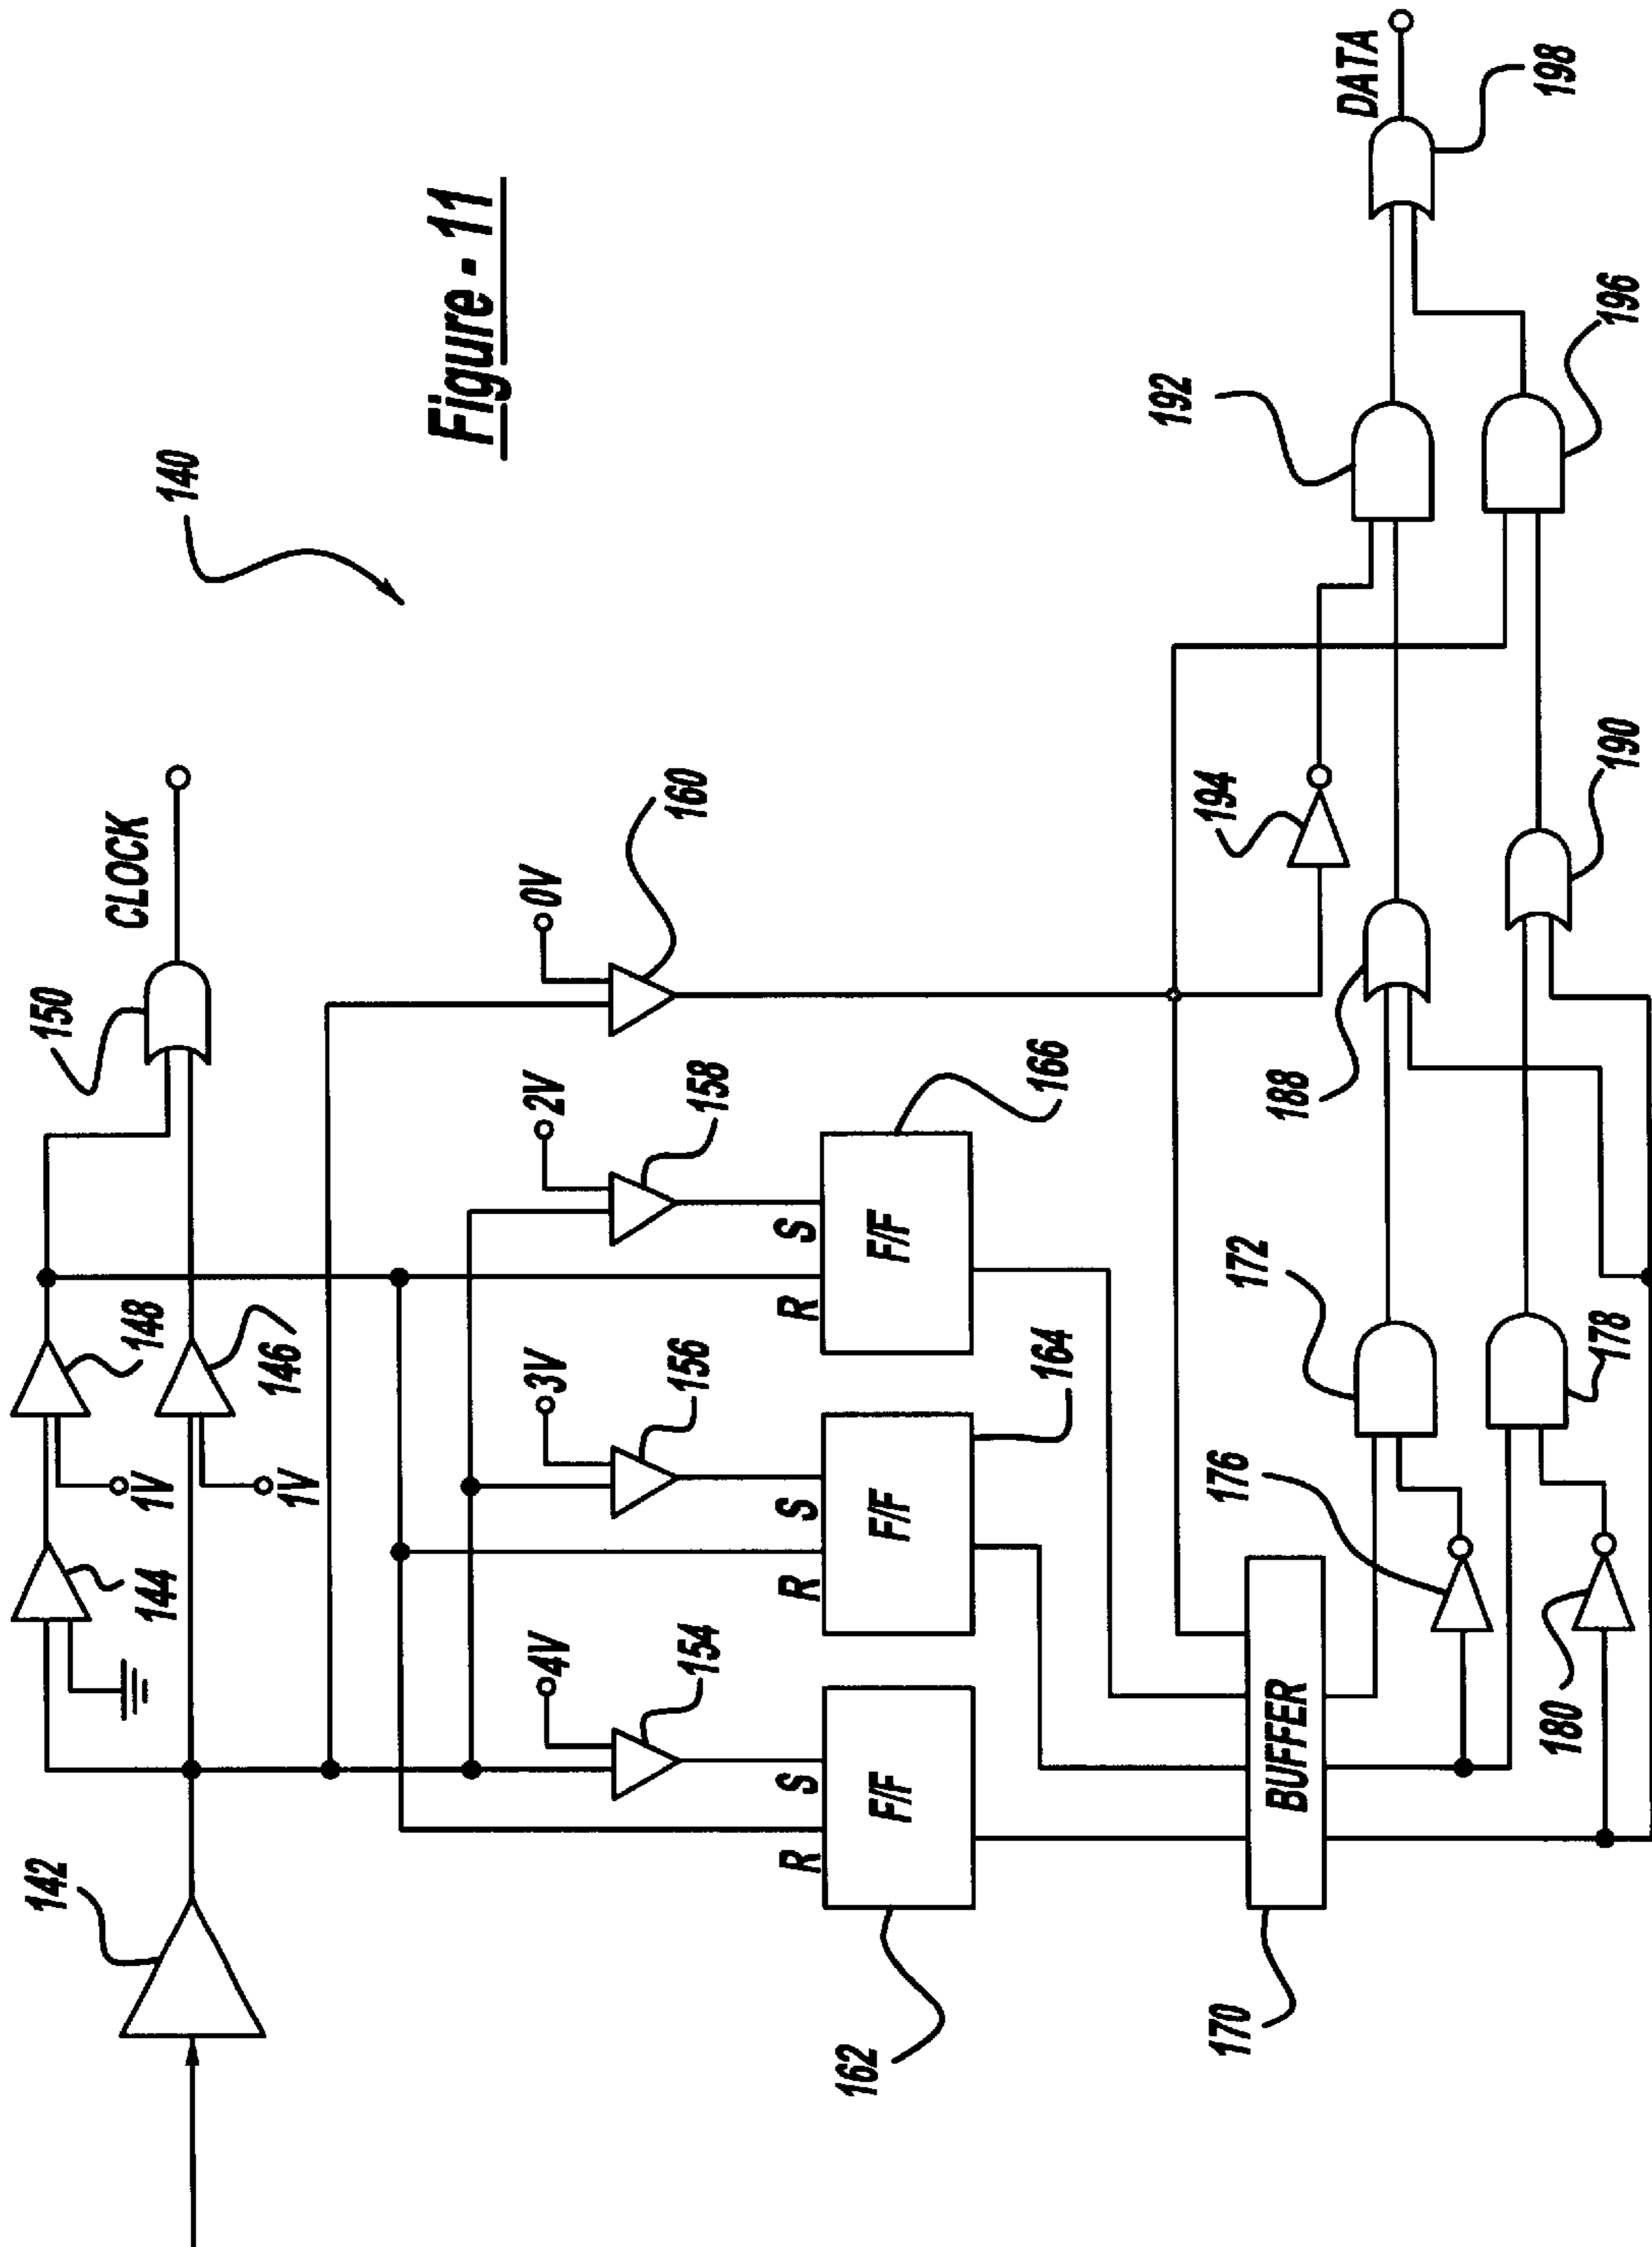 Figure - 11
140
142
144
148
146
1V
1V
150
CLOCK
4V
154
3V
156
2V
158
0V
160
R
S
F/F
162
R
S
F/F
164
R
S
F/F
166
BUFFER
170
176
172
180
178
188
190
194
192
196
198
DATA